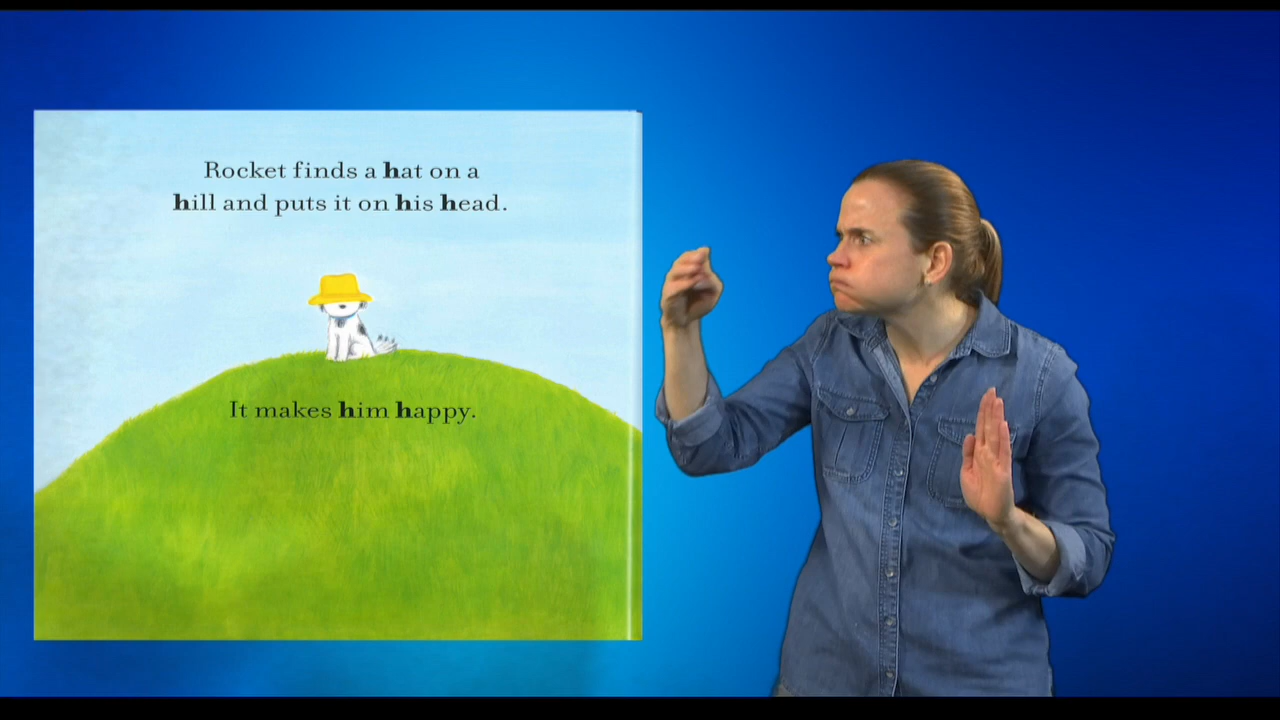 Rocket finds a hat on a
hill and puts it on his head.
It makes him happy.